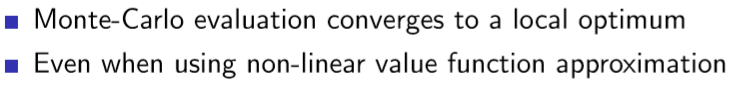 Monte-Carlo evaluation converges to a local optimum
Even when using non-linear value function approximation